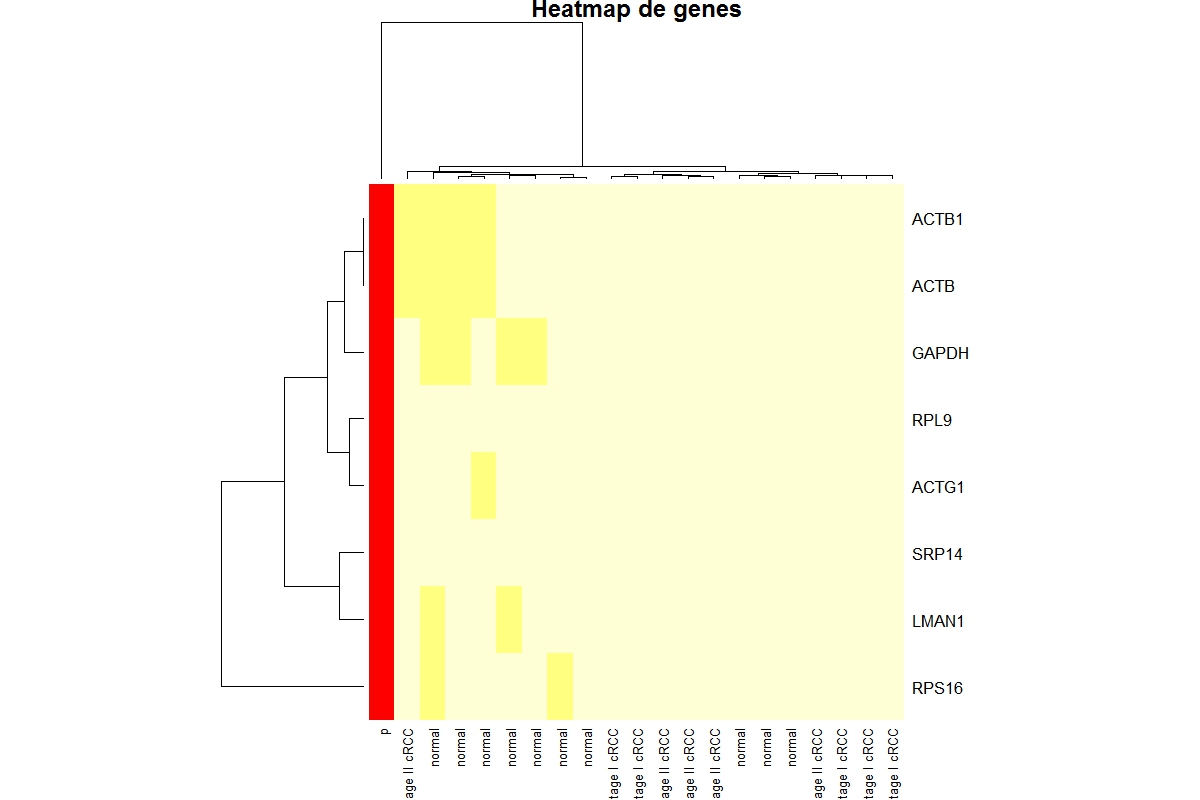 Heatmap de genes
ACTB1
ACTB
GAPDH
RPL9
ACTG1
SRP14
LMAN1
RPS16
p
age II cRCC
normal
normal
normal
normal
normal
normal
normal
tage I cRCC
tage I cRCC
age II cRCC
age II cRCC
age II cRCC
normal
normal
normal
age II cRCC
tage I cRCC
tage I cRCC
tage I cRCC